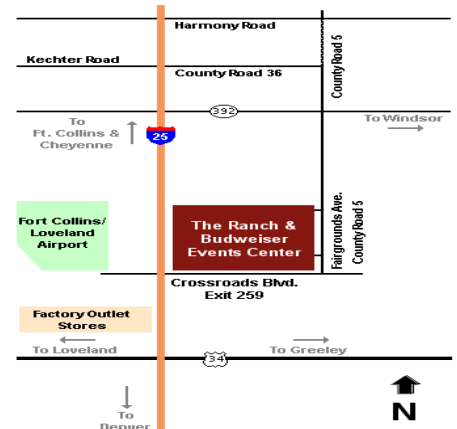 Harmony Road
Kechter Road
County Road 36
County Road 5
392
To
Ft. Collins &
Cheyenne
To Windsor
25
Fort Collins/
Loveland
Airport
The Ranch &
Budweiser
Events Center
Fairgrounds Ave.
County Road 5
Crossroads Blvd.
Exit 259
Factory Outlet
Stores
To Loveland
34
To Greeley
To
Denver
N